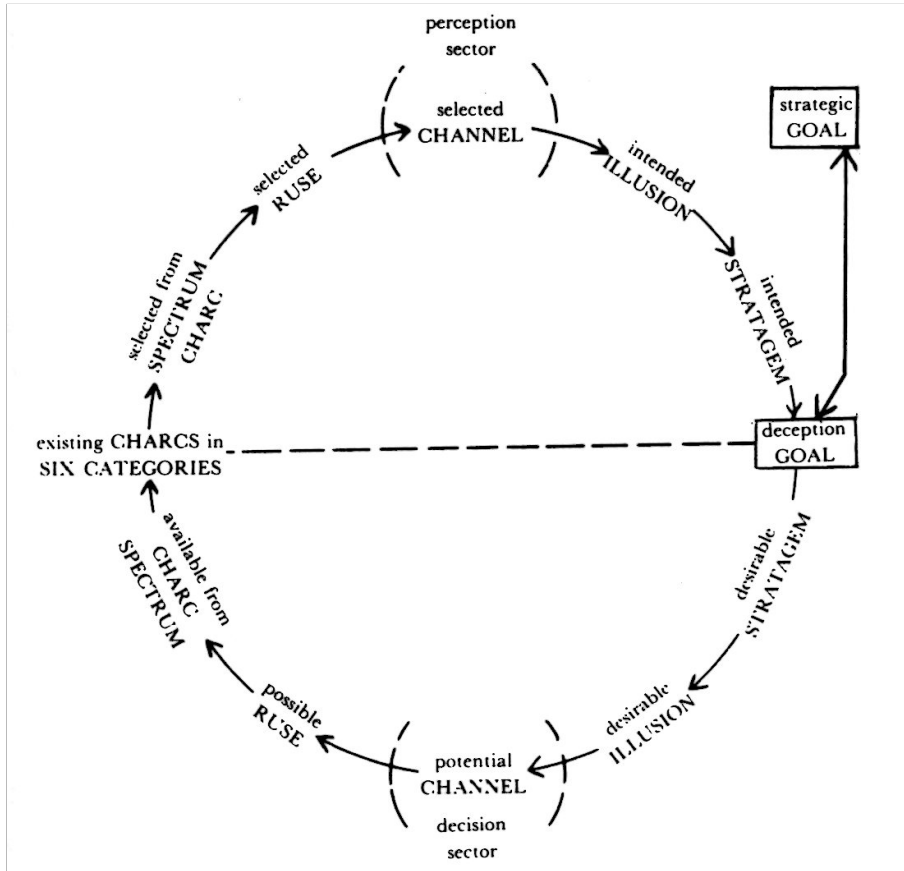 perception
sector
selected
CHANNEL
intended
ILLUSION
intended
STRATAGEM
strategic
GOAL
deception
GOAL
desirable
STRATAGEM
desirable
ILLUSION
potential
CHANNEL
decision
sector
possible
RUSE
available from
CHARC
SPECTRUM
existing CHARCS in
SIX CATEGORIES
selected from
SPECTRUM
CHARC
selected
RUSE